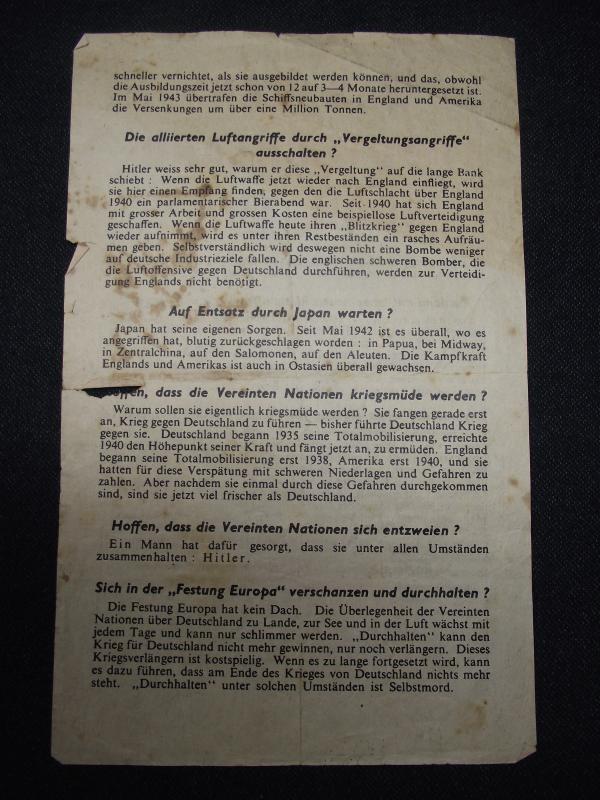 schneller vernichtet, als sie ausgebildet werden können, und das, obwohl
die Ausbildungszeit jetzt schon von 12 auf 3—4 Monate heruntergesetzt ist.
Im Mai 1943 übertrafen die Schiffsneubauten in England und Amerika
die Versenkungen um über eine Million Tonnen.
Die alliierten Luftangriffe durch „Vergeltungsangriffe“
ausschalten ?
Hitler weiss sehr gut, warum er diese „Vergeltung“ auf die lange Bank
schiebt : Wenn die Luftwaffe jetzt wieder nach England einfliegt, wird
sie hier einen Empfang finden, gegen den die Luftschlacht über England
1940 ein parlamentarischer Bierabend war. Seit 1940 hat sich England
mit grosser Arbeit und grossen Kosten eine beispiellose Luftverteidigung
geschaffen. Wenn die Luftwaffe heute ihren „Blitzkrieg“ gegen England
wieder aufnimmt, wird es unter ihren Restbeständen ein rasches Aufräu-
men geben. Selbstverständlich wird deswegen nicht eine Bombe weniger
auf deutsche Industrieziele fallen. Die englischen schweren Bomber, die
die Luftoffensive gegen Deutschland durchführen, werden zur Verteidi-
gung Englands nicht benötigt.
Auf Entsatz durch Japan warten ?
Japan hat seine eigenen Sorgen. Seit Mai 1942 ist es überall, wo es
angegriffen hat, blutig zurückgeschlagen worden : in Papua, bei Midway,
in Zentralchina, auf den Salomonen, auf den Aleuten. Die Kampfkraft
Englands und Amerikas ist auch in Ostasien überall gewachsen.
Hoffen, dass die Vereinten Nationen kriegsmüde werden ?
Warum sollen sie eigentlich kriegsmüde werden ? Sie fangen gerade erst
an, Krieg gegen Deutschland zu führen — bisher führte Deutschland Krieg
gegen sie. Deutschland begann 1935 seine Totalmobilisierung, erreichte
1940 den Höhepunkt seiner Kraft und fängt jetzt an, zu ermüden. England
begann seine Totalmobilisierung erst 1938, Amerika erst 1940, und sie
hatten für diese Verspätung mit schweren Niederlagen und Gefahren zu
zahlen. Aber nachdem sie einmal durch diese Gefahren durchgekommen
sind, sind sie jetzt viel frischer als Deutschland.
Hoffen, dass die Vereinten Nationen sich entzweien ?
Ein Mann hat dafür gesorgt, dass sie unter allen Umständen
zusammenhalten : Hitler.
Sich in der „Festung Europa“ verschanzen und durchhalten ?
Die Festung Europa hat kein Dach. Die Überlegenheit der Vereinten
Nationen über Deutschland zu Lande, zur See und in der Luft wächst mit
jedem Tage und kann nur schlimmer werden. „Durchhalten“ kann den
Krieg für Deutschland nicht mehr gewinnen, nur noch verlängern. Dieses
Kriegsverlängern ist kostspielig. Wenn es zu lange fortgesetzt wird, kann
es dazu führen, dass am Ende des Krieges von Deutschland nichts mehr
steht. „Durchhalten“ unter solchen Umständen ist Selbstmord.